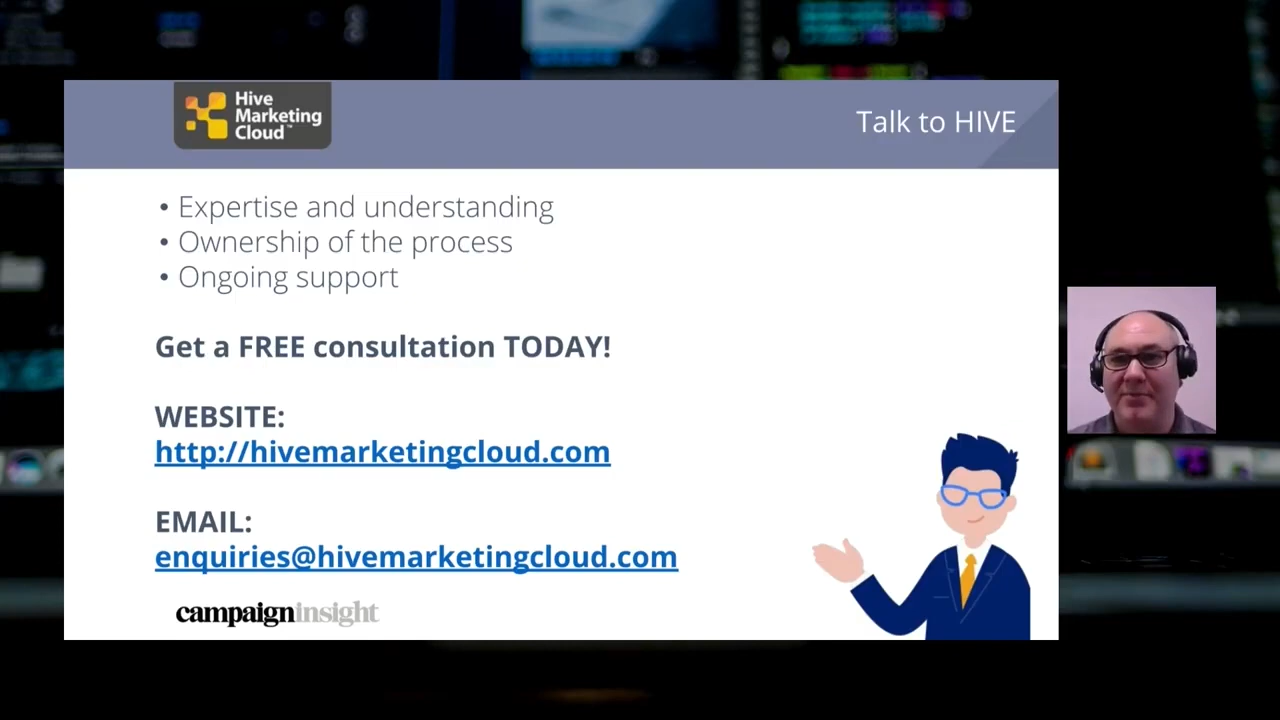 Hive
Marketing
Cloud™
Talk to HIVE
• Expertise and understanding
• Ownership of the process
• Ongoing support
Get a FREE consultation TODAY!
WEBSITE:
http://hivemarketingcloud.com
EMAIL:
enquiries@hivemarketingcloud.com
campaigninsight